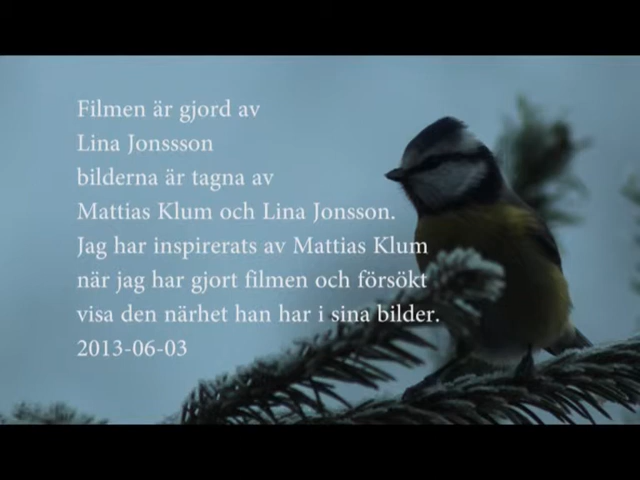 Filmen är gjord av
Lina Jonssson
bilderna är tagna av
Mattias Klum och Lina Jonsson.
Jag har inspirerats av Mattias Klum
när jag har gjort filmen och försökt
visa den närhet han har i sina bilder.
2013-06-03